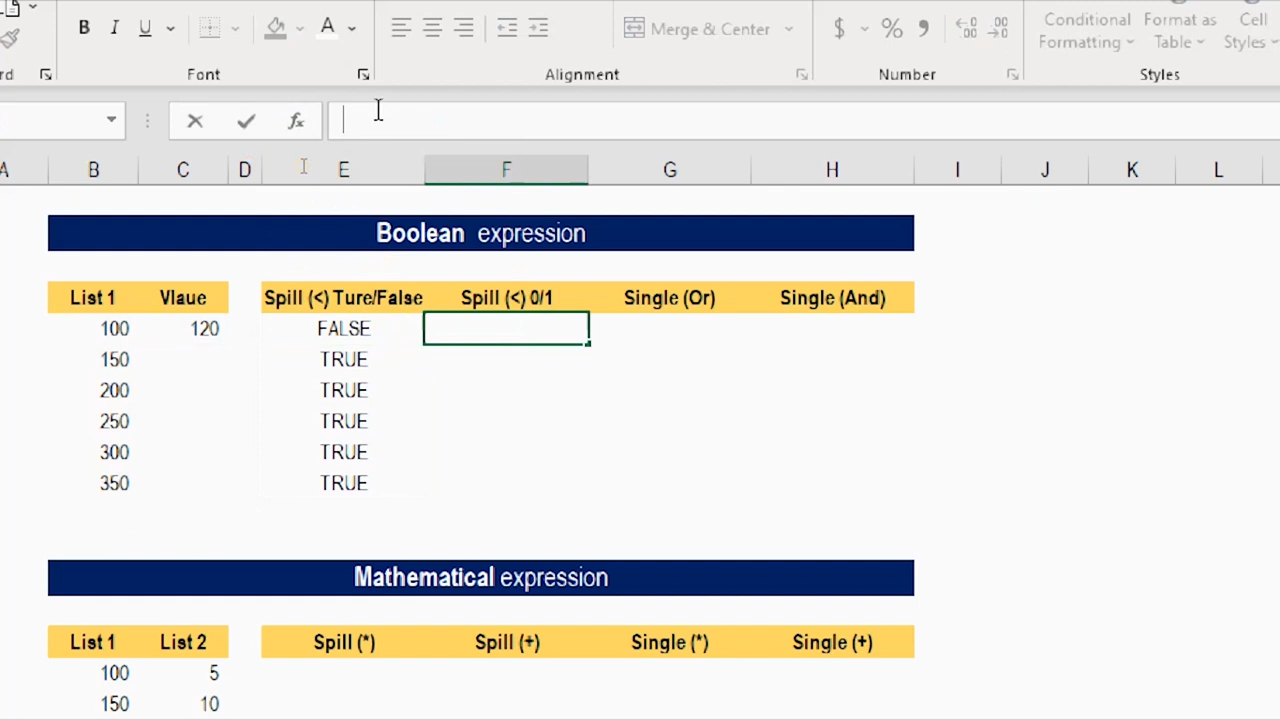 B I U A
Merge & Center
$ % ,
Conditional Formatting
Format as Table
Cell Styles
rd Font Alignment Number Styles
fx
A B C D E F G H I J K L
Boolean expression
List 1 Vlaue Spill (<) Ture/False Spill (<) 0/1 Single (Or) Single (And)
100 120 FALSE
150 TRUE
200 TRUE
250 TRUE
300 TRUE
350 TRUE
Mathematical expression
List 1 List 2 Spill (*) Spill (+) Single (*) Single (+)
100 5
150 10